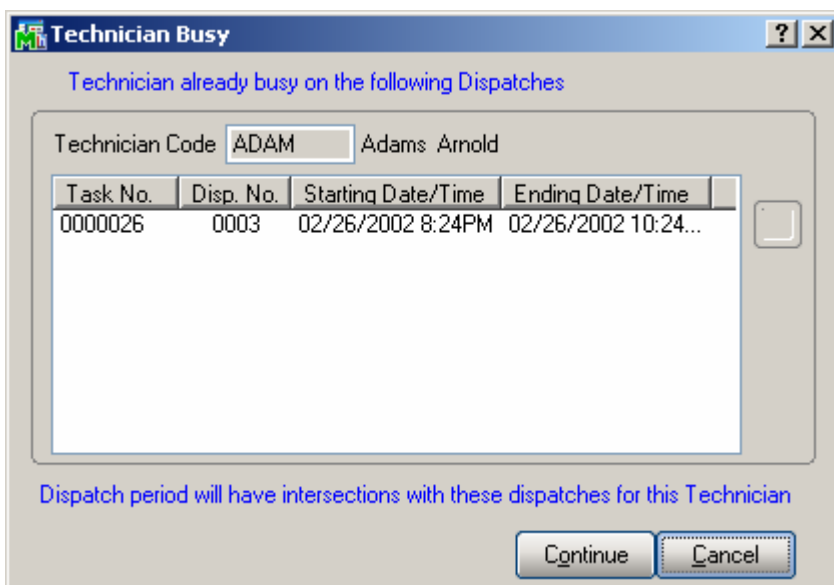 Technician Busy
Technician already busy on the following Dispatches
Technician Code ADAM Adams Arnold
Task No. Disp. No. Starting Date/Time Ending Date/Time
0000026 0003 02/26/2002 8:24PM 02/26/2002 10:24...
Dispatch period will have intersections with these dispatches for this Technician
Continue Cancel